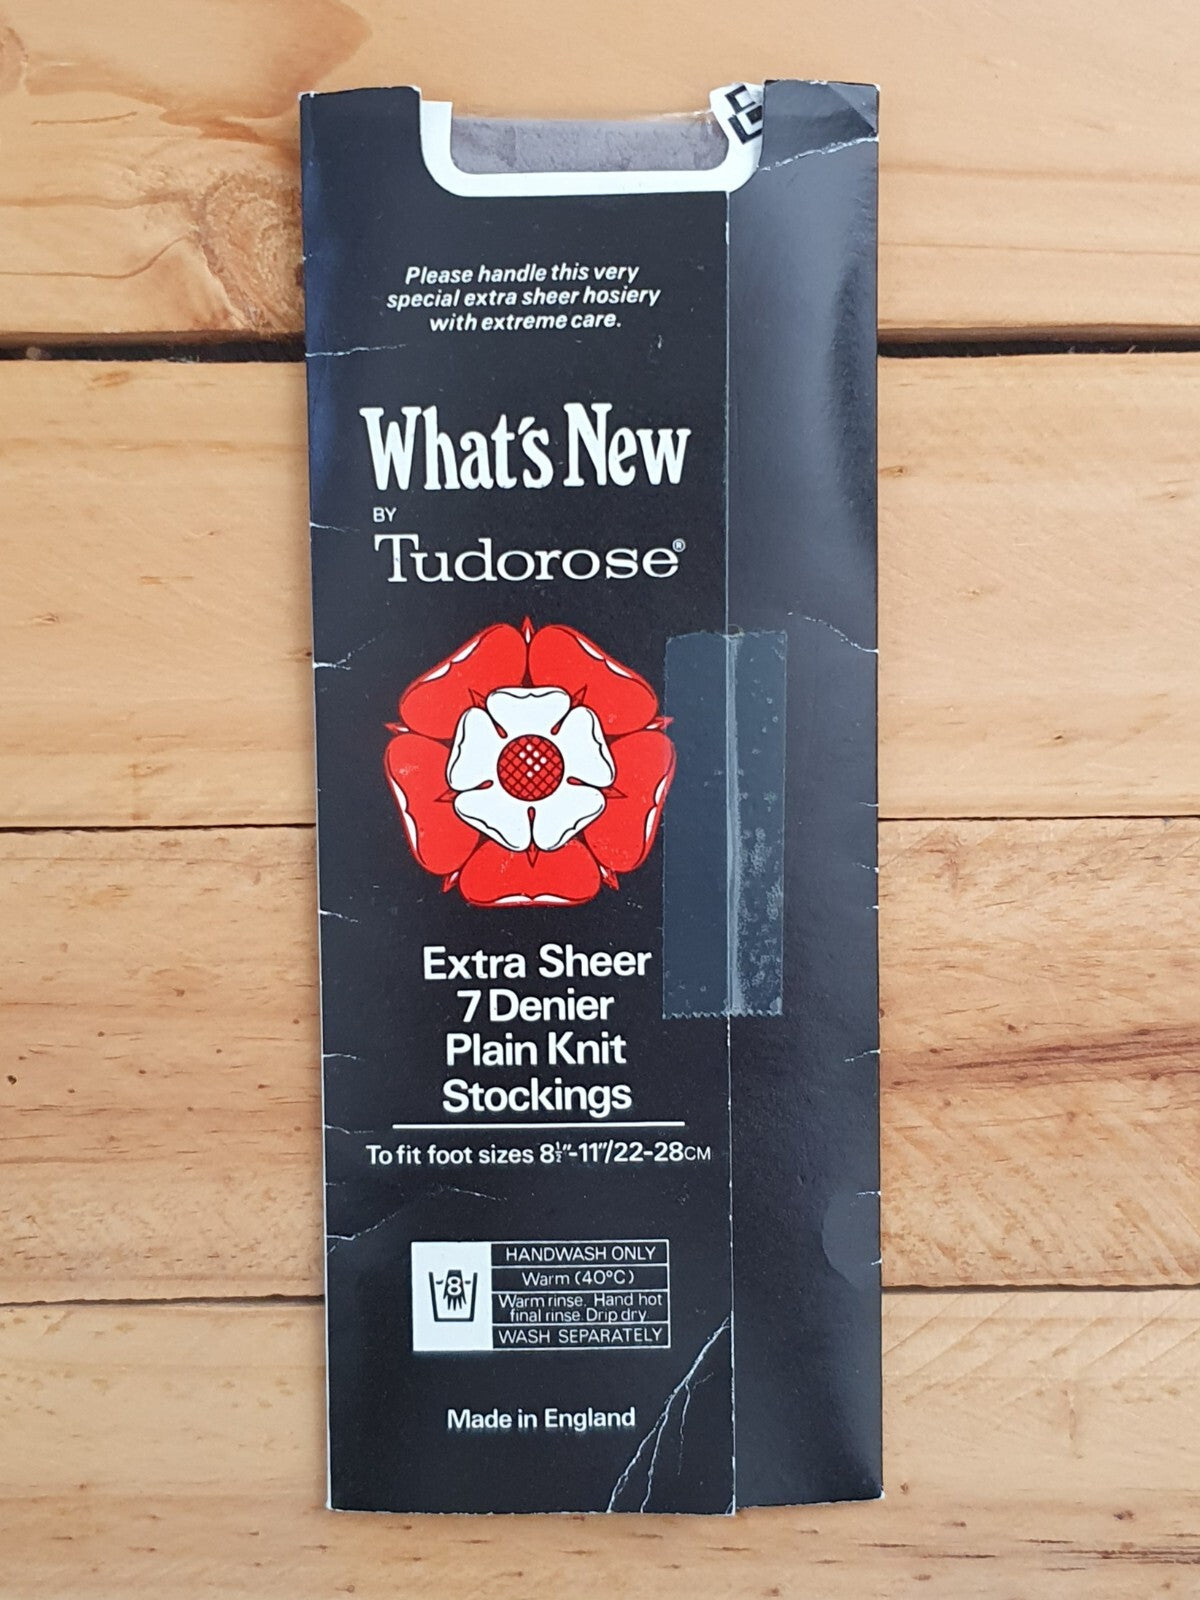 Please handle this very
special extra sheer hosiery
with extreme care.
What's New
BY
Tudorose®
Extra Sheer
7 Denier
Plain Knit
Stockings
To fit foot sizes 8½"-11"/22-28CM
8
HANDWASH ONLY
Warm (40°C)
Warm rinse. Hand hot
final rinse. Drip dry
WASH SEPARATELY
Made in England